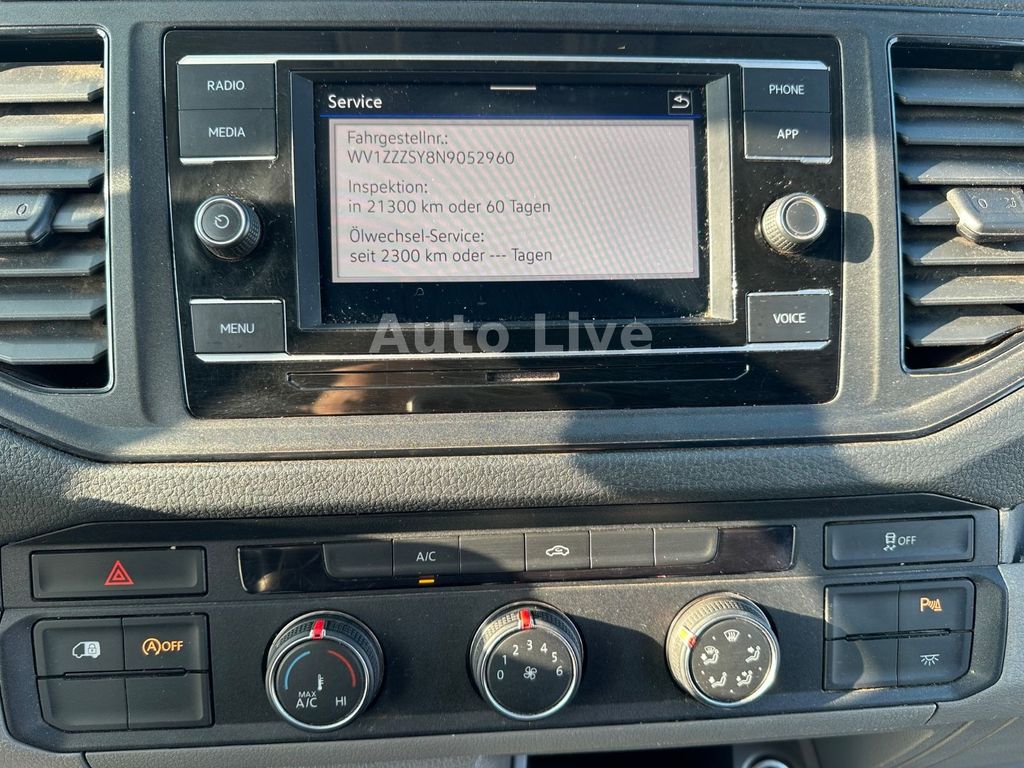 RADIO
MEDIA
MENU
PHONE
APP
VOICE
Service
Fahrgestellnr.:
WV1ZZZSY8N9052960
Inspektion:
in 21300 km oder 60 Tagen
Ölwechsel-Service:
seit 2300 km oder --- Tagen
Auto Live
A/C
OFF
A OFF
MAX
A/C
HI
0 1 2 3 4 5 6
P
0